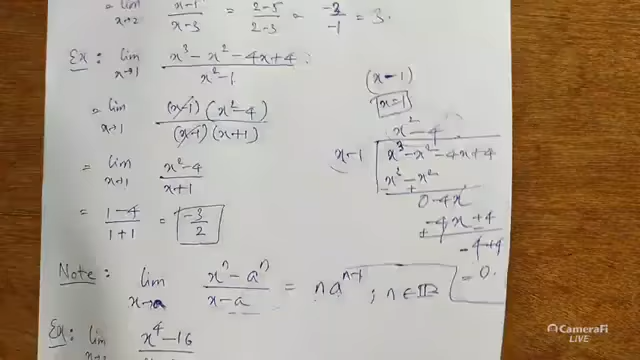 = lim x→2 x-1/x-3 = 2-5/2-3 = -3/-1 = 3.
Ex: lim x→1 x³-x²-4x+4/x²-1 :
= lim x→1 (x-1)(x²-4)/(x-1)(x+1)
= lim x→1 x²-4/x+1
= 1-4/1+1 = -3/2
(x-1)
x=1
x²-4
x-1 x³-x²-4x+4
x³-x²
0-4x
-4x+4
-4+4
= 0.
Note: lim x→a xⁿ-aⁿ/x-a = n aⁿ⁻¹ ; n∈IR
Ex: lim x⁴-16
CameraFi
LIVE